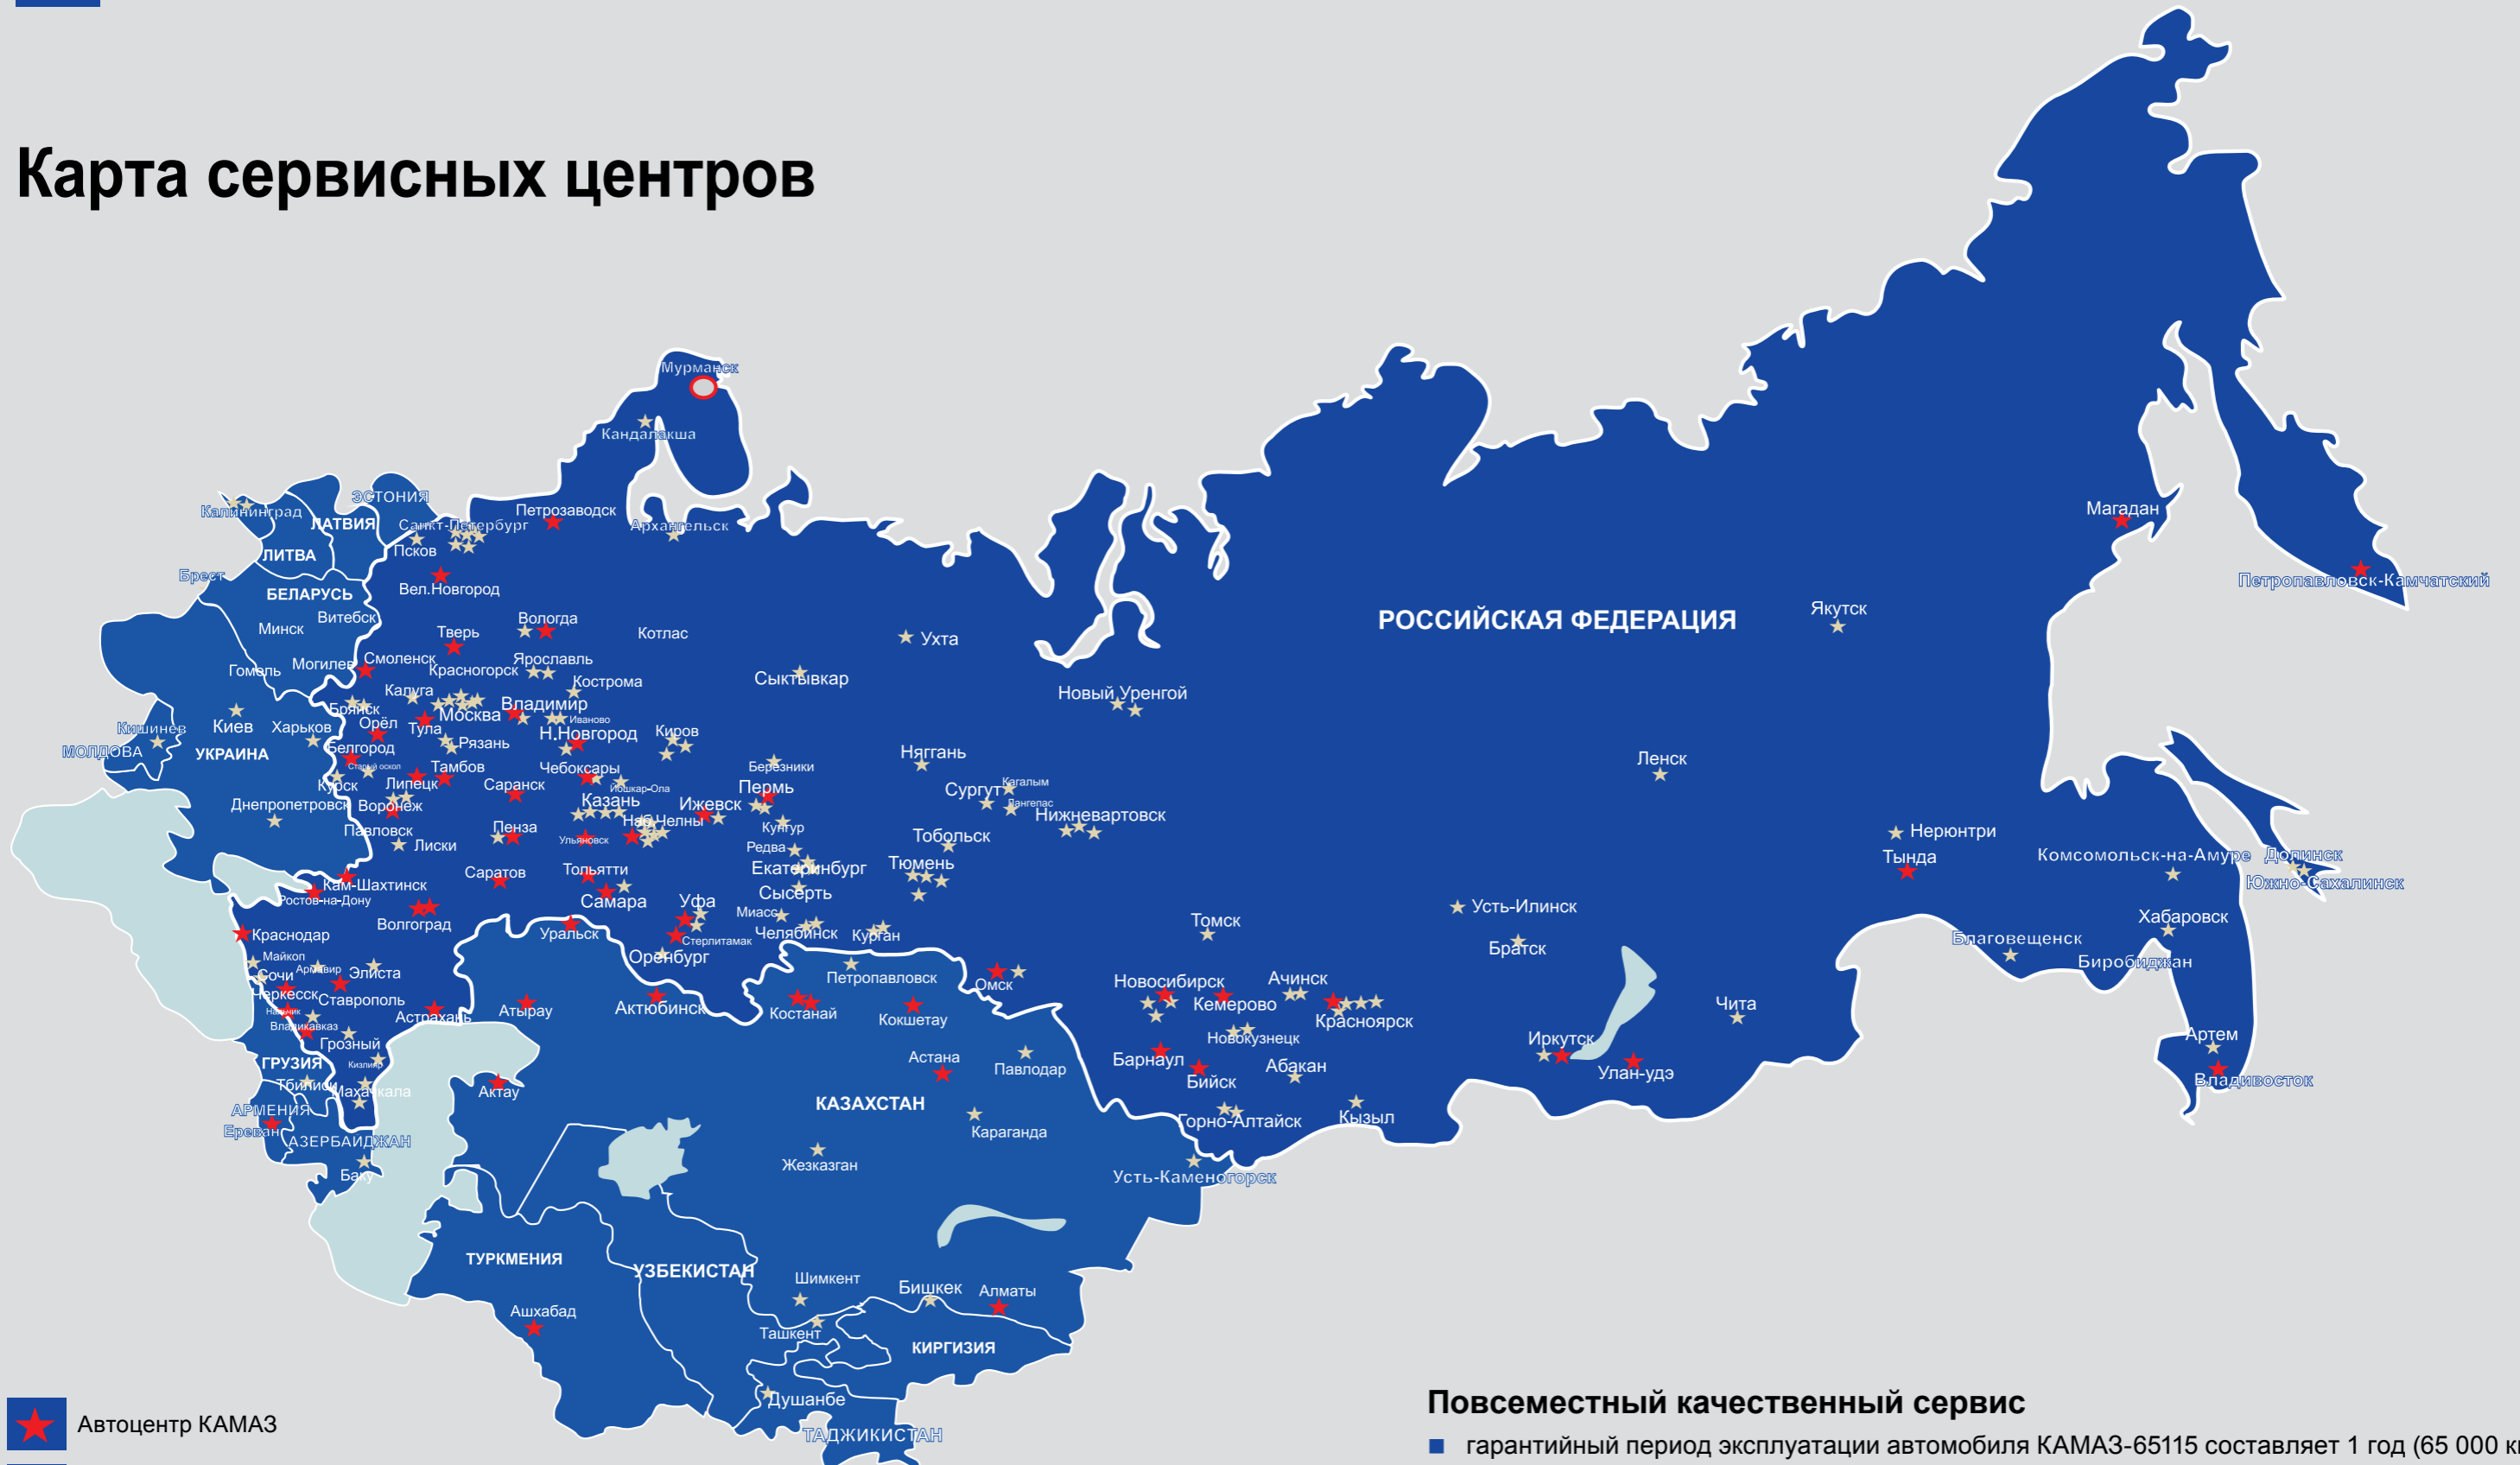 Карта сервисных центров
Мурманск
Кандалакша
ЭСТОНИЯ
Калининград
ЛАТВИЯ
Санкт-Петербург
Петрозаводск
Архангельск
Магадан
Псков
ЛИТВА
Брест
Петропавловск-Камчатский
Вел.Новгород
БЕЛАРУСЬ
Якутск
РОССИЙСКАЯ ФЕДЕРАЦИЯ
Витебск
Вологда
Минск
Тверь
Котлас
Ухта
Могилев
Смоленск
Красногорск
Ярославль
Гомель
Сыктывкар
Кострома
Калуга
Новый Уренгой
Брянск
Владимир
Москва
Иваново
Кишинев
Киев
Харьков
Орёл
Тула
Н.Новгород
Киров
Рязань
МОЛДОВА
УКРАИНА
Белгород
Няггань
Ленск
Старый оскол
Тамбов
Чебоксары
Березники
Курск
Липецк
Саранск
Йошкар-Ола
Пермь
Сургут
Кагалым
Лангепас
Днепропетровск
Воронеж
Казань
Ижевск
Нижневартовск
Павловск
Пенза
Наб.Челны
Кунгур
Нерюнтри
Лиски
Ульяновск
Редва
Тобольск
Тында
Комсомольск-на-Амуре
Долинск
Саратов
Тольятти
Екатеринбург
Тюмень
Кам-Шахтинск
Сысерть
Южно-Сахалинск
Ростов-на-Дону
Самара
Уфа
Миасс
Усть-Илинск
Волгоград
Томск
Хабаровск
Краснодар
Уральск
Стерлитамак
Челябинск
Курган
Братск
Благовещенск
Майкоп
Оренбург
Биробиджан
Сочи
Армавир
Элиста
Петропавловск
Омск
Новосибирск
Ачинск
Черкесск
Ставрополь
Кемерово
Чита
Нальчик
Астрахань
Атырау
Актюбинск
Костанай
Кокшетау
Красноярск
Владикавказ
Новокузнецк
Иркутск
Артем
Грозный
Астана
Барнаул
ГРУЗИЯ
Кизляр
Павлодар
Абакан
Улан-удэ
Тбилиси
Махачкала
Актау
Бийск
Владивосток
АРМЕНИЯ
КАЗАХСТАН
Горно-Алтайск
Кызыл
Ереван
АЗЕРБАИДЖАН
Караганда
Баку
Жезказган
Усть-Каменогорск
ТУРКМЕНИЯ
УЗБЕКИСТАН
Шимкент
Бишкек
Алматы
Ашхабад
Ташкент
КИРГИЗИЯ
Душанбе
ТАДЖИКИСТАН
Автоцентр КАМАЗ
Повсеместный качественный сервис
гарантийный период эксплуатации автомобиля КАМАЗ-65115 составляет 1 год (65 000 к